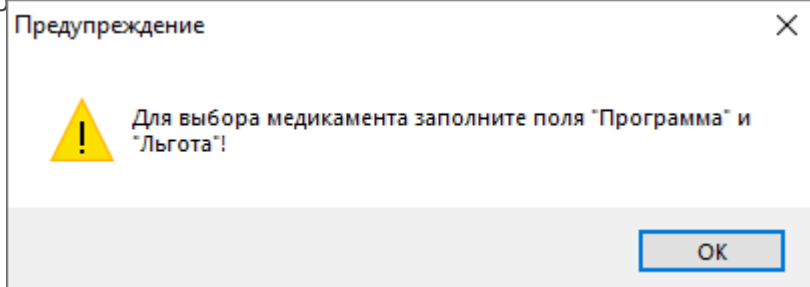 Предупреждение
Для выбора медикамента заполните поля "Программа" и
"Льгота"!
OK